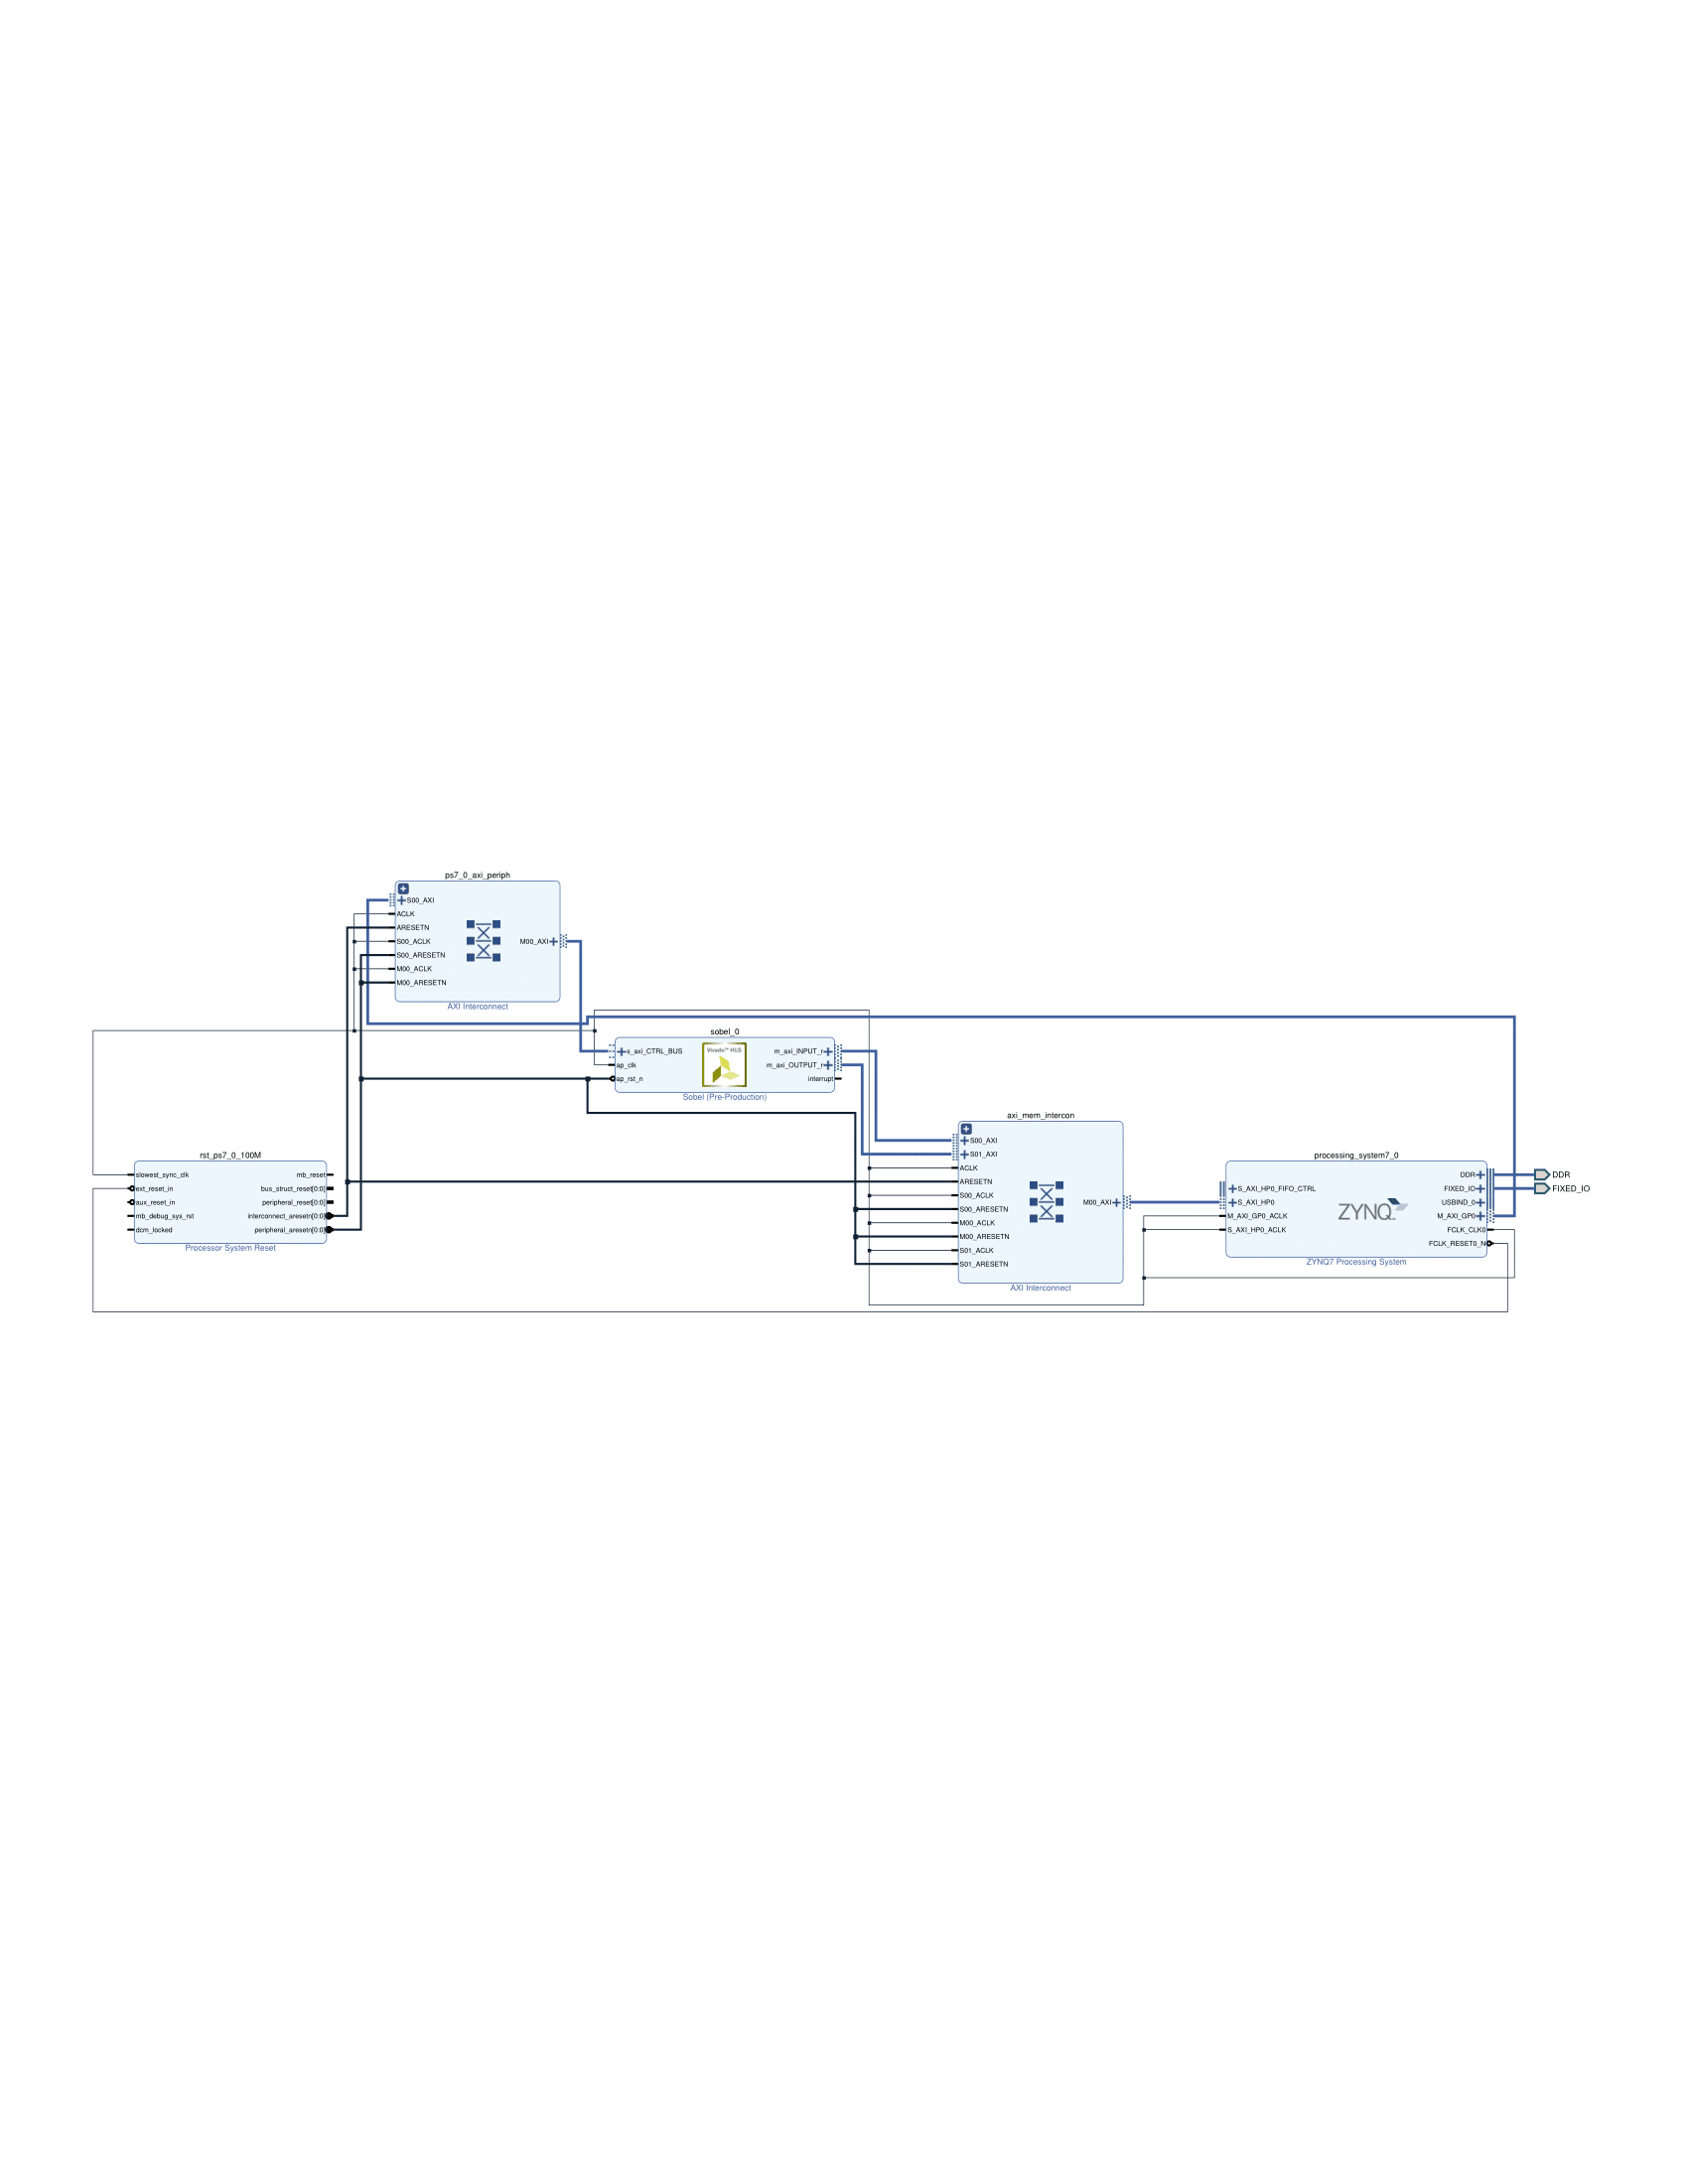 ps7_0_axi_periph
S00_AXI
ACLK
ARESETN
S00_ACLK
M00_AXI
S00_ARESETN
M00_ACLK
M00_ARESETN
AXI Interconnect
sobel_0
s_axi_CTRL_BUS
ap_clk
ap_rst_n
Vivado™ HLS
m_axi_INPUT_r
m_axi_OUTPUT_r
interrupt
Sobel (Pre-Production)
axi_mem_intercon
S00_AXI
S01_AXI
ACLK
ARESETN
S00_ACLK
M00_AXI
S00_ARESETN
M00_ACLK
M00_ARESETN
S01_ACLK
S01_ARESETN
AXI Interconnect
rst_ps7_0_100M
slowest_sync_clk
ext_reset_in
aux_reset_in
mb_debug_sys_rst
dcm_locked
mb_reset
bus_struct_reset[0:0]
peripheral_reset[0:0]
interconnect_aresetn[0:0]
peripheral_aresetn[0:0]
Processor System Reset
processing_system7_0
S_AXI_HP0_FIFO_CTRL
S_AXI_HP0
M_AXI_GP0_ACLK
S_AXI_HP0_ACLK
ZYNQ
DDR
FIXED_IO
USBIND_0
M_AXI_GP0
FCLK_CLK0
FCLK_RESET0_N
ZYNQ7 Processing System
DDR
FIXED_IO